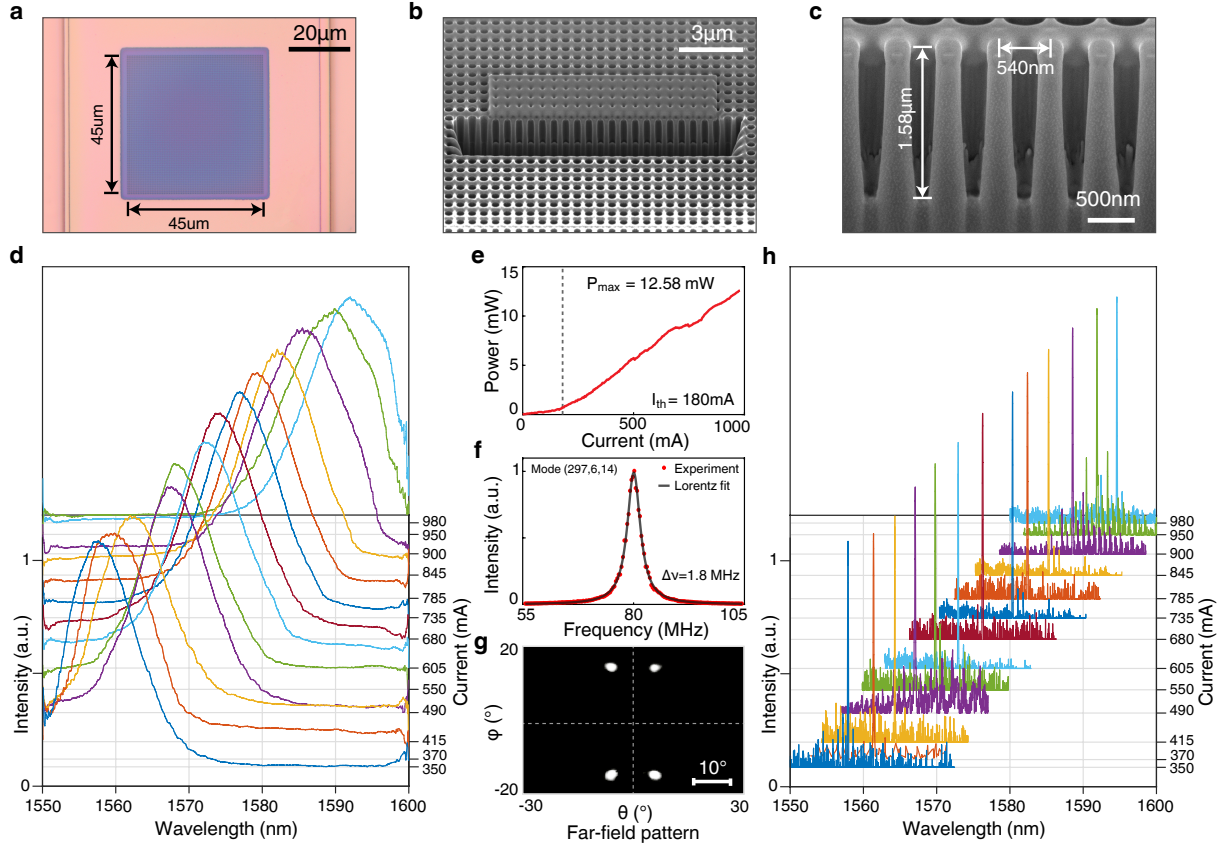 a
20μm
45um
45um
b
3μm
c
540nm
1.58μm
500nm
d
1
0
Intensity (a.u.)
1550
1560
1570
1580
1590
1600
Wavelength (nm)
980
950
900
845
785
735
680
605
550
490
415
370
350
Current (mA)
e
15
10
5
0
Power (mW)
P_max = 12.58 mW
I_th = 180mA
0
500
1000
Current (mA)
f
1
0
Intensity (a.u.)
Mode (297,6,14)
Experiment
Lorentz fit
Δν=1.8 MHz
55
80
105
Frequency (MHz)
g
20
-20
φ (°)
10°
-30
30
θ (°)
Far-field pattern
h
1
0
Intensity (a.u.)
1550
1560
1570
1580
1590
1600
Wavelength (nm)
980
950
900
845
785
735
680
605
550
490
415
370
350
Current (mA)